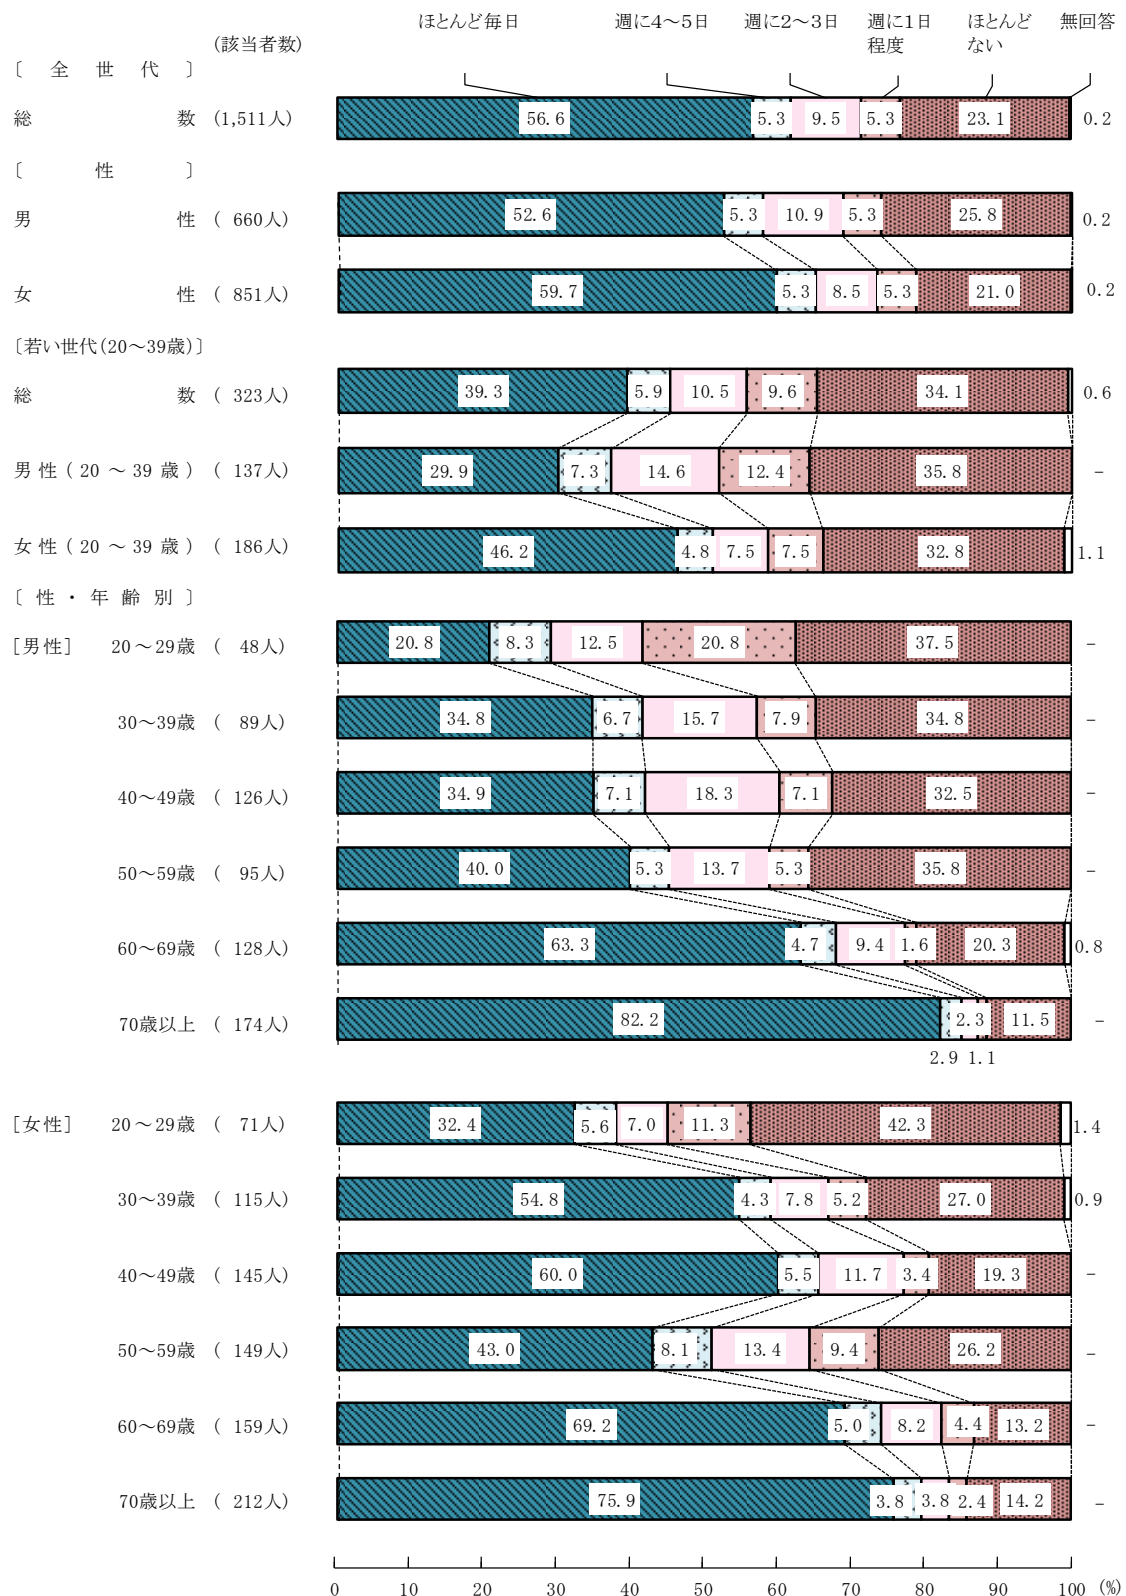 ほとんど毎日 週に4～5日 週に2～3日 週に1日程度 ほとんどない 無回答
(該当者数)
〔 全 世 代 〕
総 数 (1,511人) 56.6 5.3 9.5 5.3 23.1 0.2
〔 性 〕
男 性 ( 660人) 52.6 5.3 10.9 5.3 25.8 0.2
女 性 ( 851人) 59.7 5.3 8.5 5.3 21.0 0.2
〔若い世代(20～39歳)〕
総 数 ( 323人) 39.3 5.9 10.5 9.6 34.1 0.6
男性(20～39歳) ( 137人) 29.9 7.3 14.6 12.4 35.8 -
女性(20～39歳) ( 186人) 46.2 4.8 7.5 7.5 32.8 1.1
〔 性 ・ 年 齢 別 〕
[男性] 20～29歳 ( 48人) 20.8 8.3 12.5 20.8 37.5 -
30～39歳 ( 89人) 34.8 6.7 15.7 7.9 34.8 -
40～49歳 ( 126人) 34.9 7.1 18.3 7.1 32.5 -
50～59歳 ( 95人) 40.0 5.3 13.7 5.3 35.8 -
60～69歳 ( 128人) 63.3 4.7 9.4 1.6 20.3 0.8
70歳以上 ( 174人) 82.2 2.3 11.5 -
2.9 1.1
[女性] 20～29歳 ( 71人) 32.4 5.6 7.0 11.3 42.3 1.4
30～39歳 ( 115人) 54.8 4.3 7.8 5.2 27.0 0.9
40～49歳 ( 145人) 60.0 5.5 11.7 3.4 19.3 -
50～59歳 ( 149人) 43.0 8.1 13.4 9.4 26.2 -
60～69歳 ( 159人) 69.2 5.0 8.2 4.4 13.2 -
70歳以上 ( 212人) 75.9 3.8 3.8 2.4 14.2 -
0 10 20 30 40 50 60 70 80 90 100 (%)